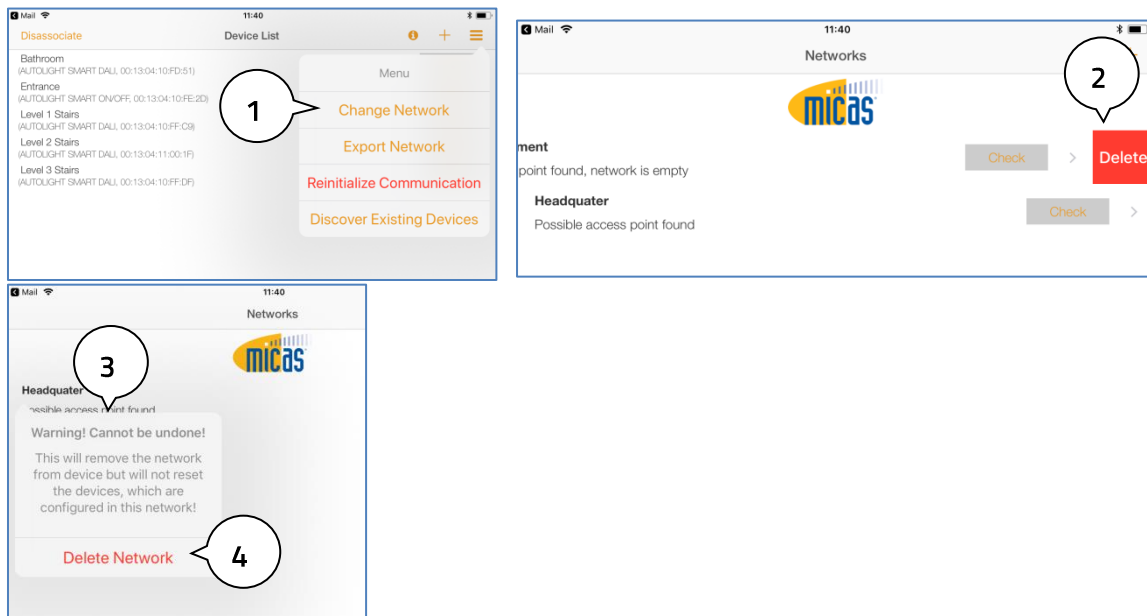 Mail 11:40
Disassociate Device List
Bathroom
(AUTOLIGHT SMART DALI, 00:13:04:10:FD:51)
Entrance
(AUTOLIGHT SMART ON/OFF, 00:13:04:10:FE:2D)
Level 1 Stairs
(AUTOLIGHT SMART DALI, 00:13:04:10:FF:C9)
Level 2 Stairs
(AUTOLIGHT SMART DALI, 00:13:04:11:00:1F)
Level 3 Stairs
(AUTOLIGHT SMART DALI, 00:13:04:10:FF:DF)
Menu
1
Change Network
Export Network
Reinitialize Communication
Discover Existing Devices
Mail 11:40
Networks
2
micas
ment
point found, network is empty
Check
Delete
Headquater
Possible access point found
Check
Mail 11:40
Networks
micas
3
Headquater
ossible access point found
Warning! Cannot be undone!
This will remove the network
from device but will not reset
the devices, which are
configured in this network!
Delete Network
4